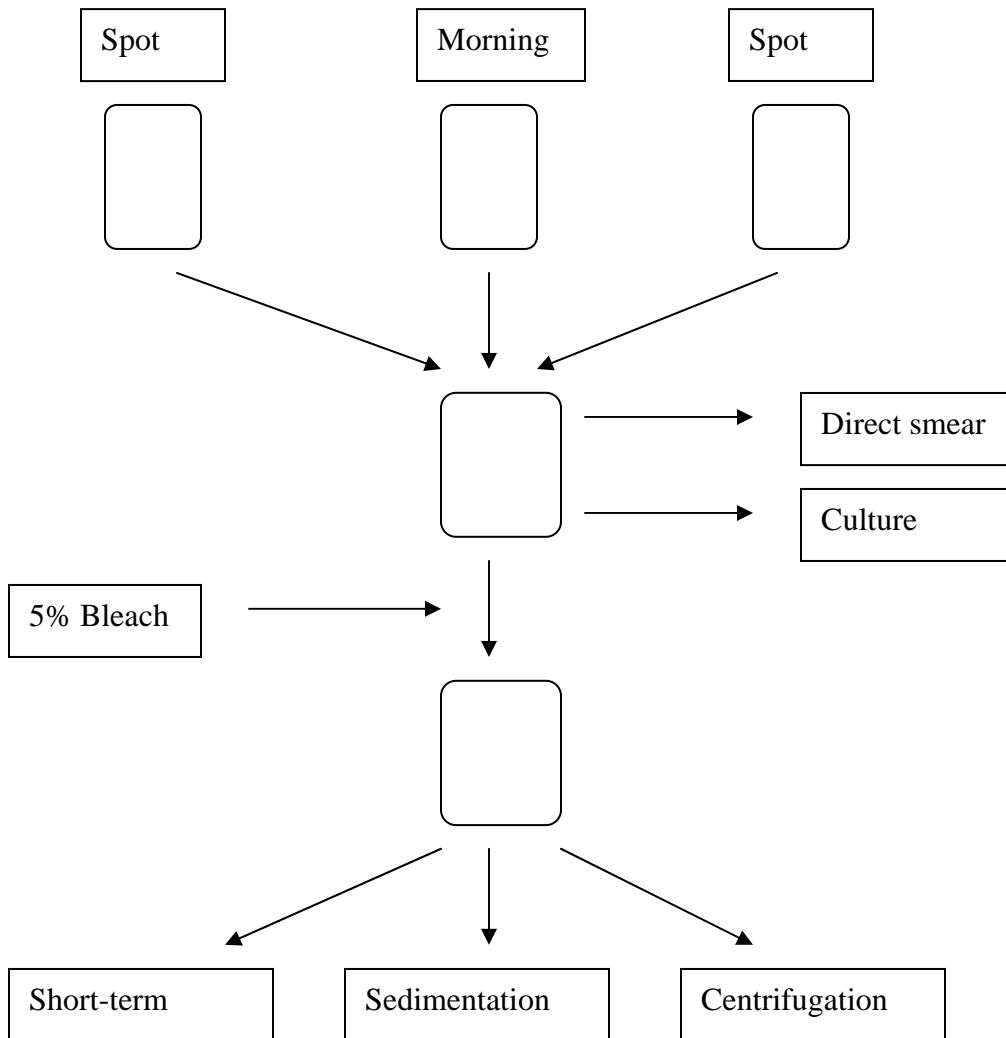 Spot
Morning
Spot
Direct smear
Culture
5% Bleach
Short-term
Sedimentation
Centrifugation